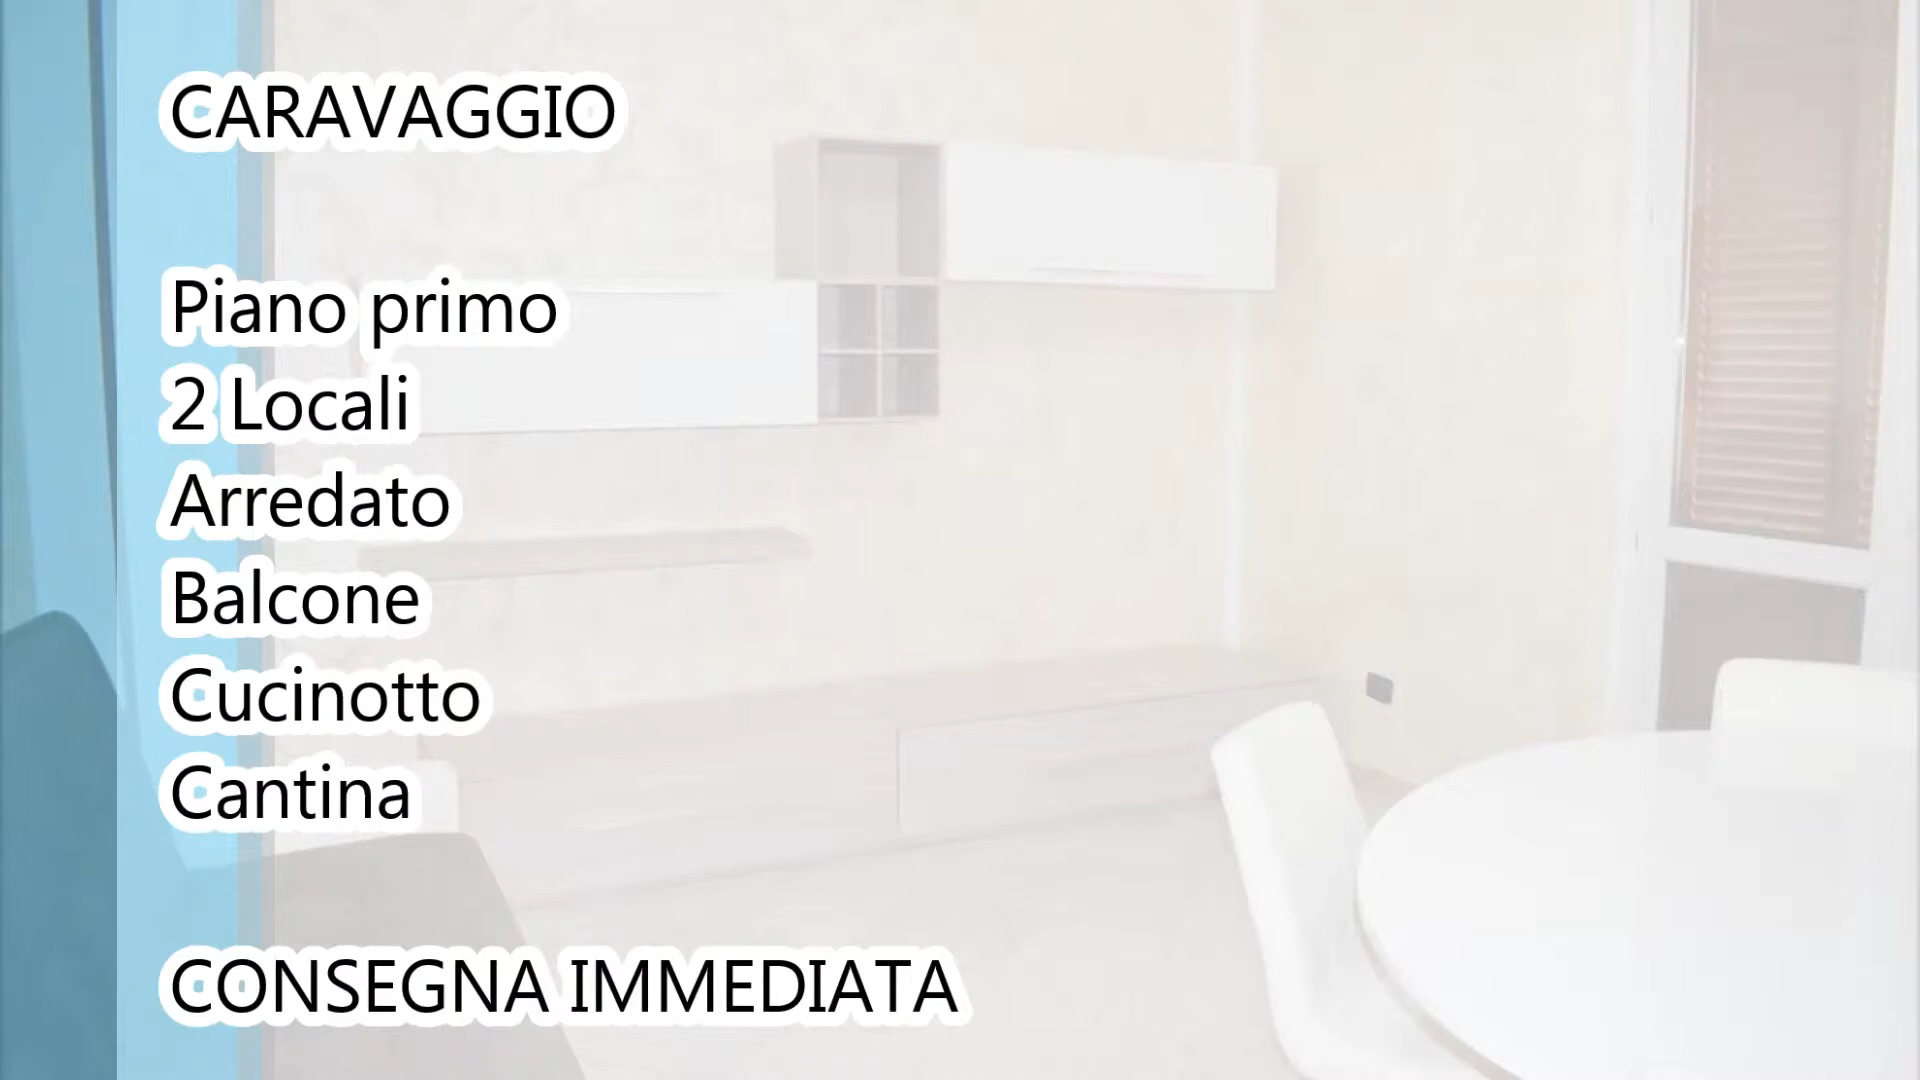 CARAVAGGIO
Piano primo
2 Locali
Arredato
Balcone
Cucinotto
Cantina
CONSEGNA IMMEDIATA